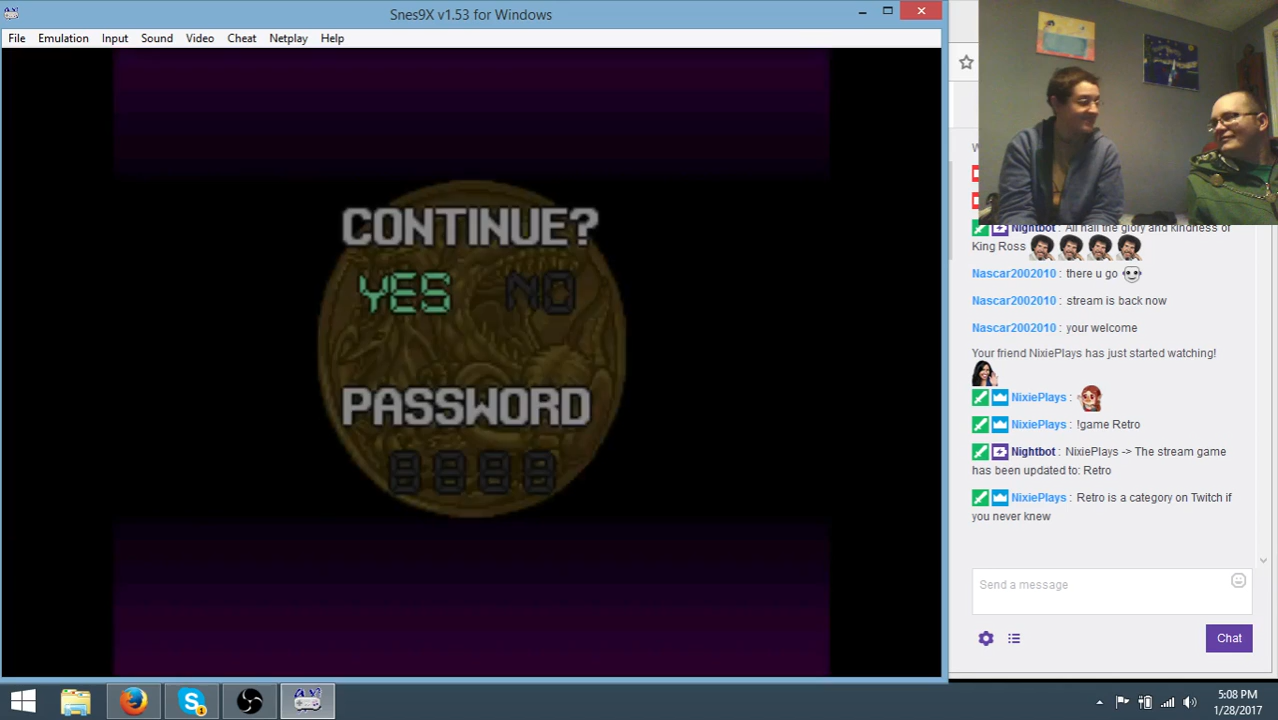 Snes9X v1.53 for Windows
File Emulation Input Sound Video Cheat Netplay Help
CONTINUE?
YES NO
PASSWORD
8888
Nightbot : All hail the glory and kindness of
King Ross
Nascar2002010 : there u go
Nascar2002010 : stream is back now
Nascar2002010 : your welcome
Your friend NixiePlays has just started watching!
NixiePlays :
NixiePlays : !game Retro
Nightbot : NixiePlays -> The stream game
has been updated to: Retro
NixiePlays : Retro is a category on Twitch if
you never knew
Send a message
Chat
5:08 PM
1/28/2017